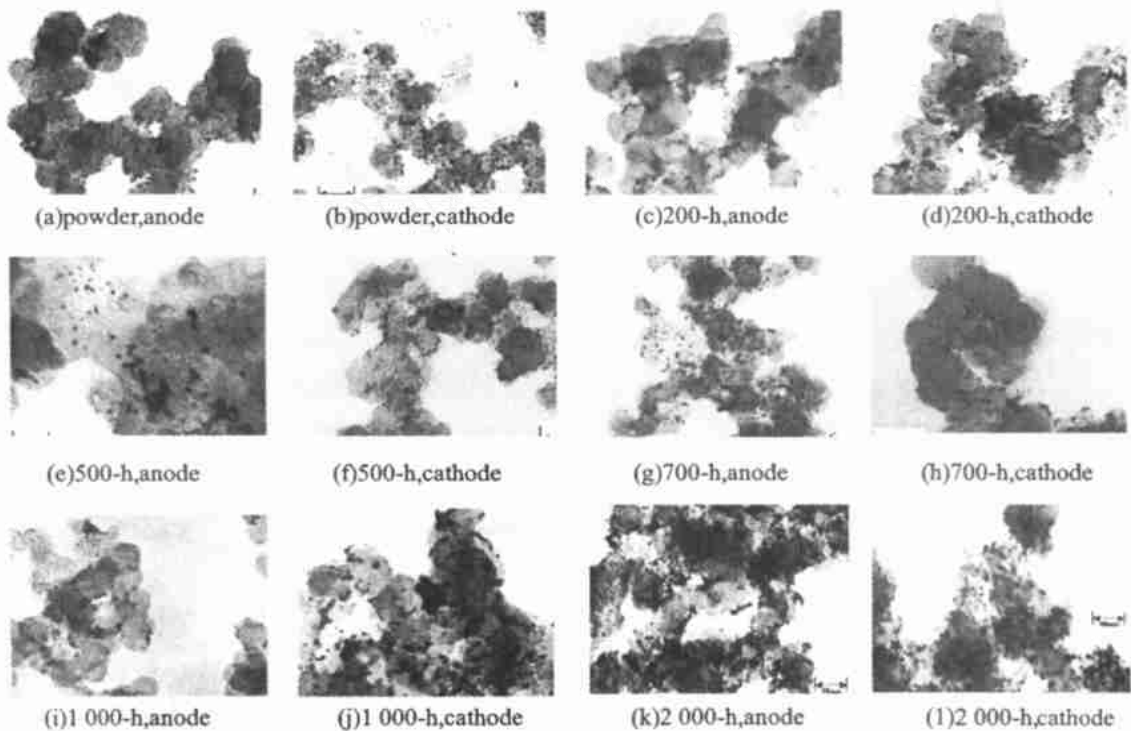 (a)powder,anode
(b)powder,cathode
(c)200-h,anode
(d)200-h,cathode
(e)500-h,anode
(f)500-h,cathode
(g)700-h,anode
(h)700-h,cathode
(i)1 000-h,anode
(j)1 000-h,cathode
(k)2 000-h,anode
(l)2 000-h,cathode